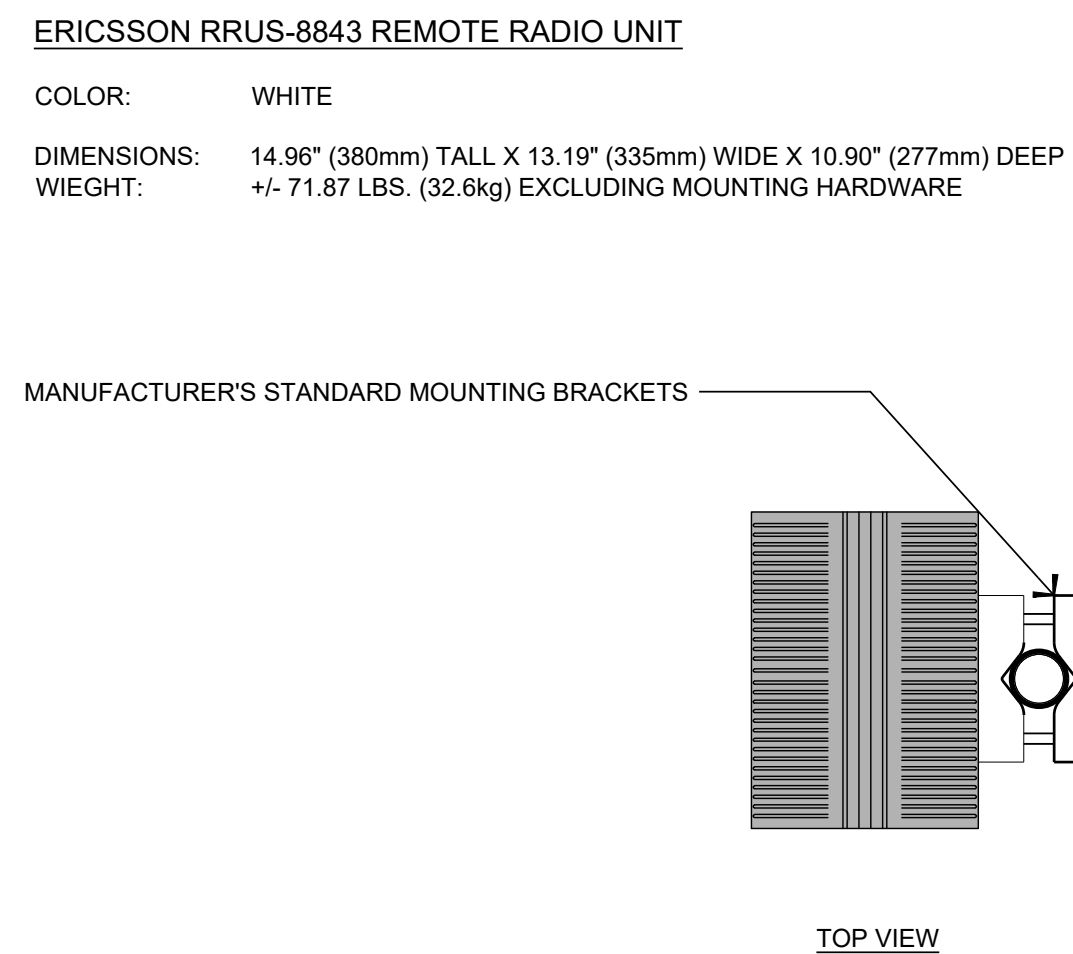 ERICSSON RRUS-8843 REMOTE RADIO UNIT
COLOR: WHITE
DIMENSIONS: 14.96" (380mm) TALL X 13.19" (335mm) WIDE X 10.90" (277mm) DEEP
WIEGHT: +/- 71.87 LBS. (32.6kg) EXCLUDING MOUNTING HARDWARE
MANUFACTURER'S STANDARD MOUNTING BRACKETS
TOP VIEW